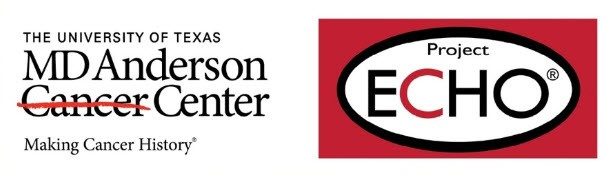 THE UNIVERSITY OF TEXAS
MD Anderson
Cancer Center
Making Cancer History®
Project
ECHO®